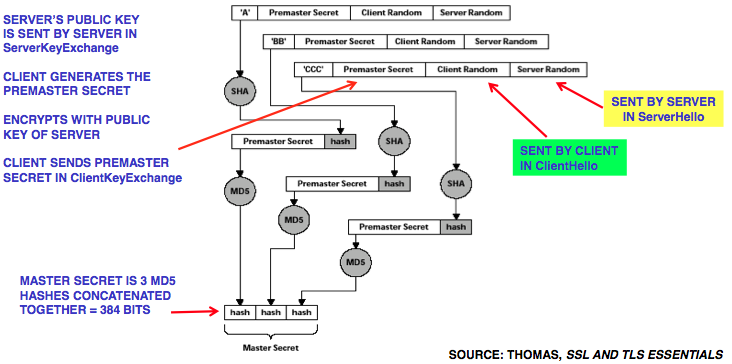 SERVER'S PUBLIC KEY
IS SENT BY SERVER IN
ServerKeyExchange
CLIENT GENERATES THE
PREMASTER SECRET
ENCRYPTS WITH PUBLIC
KEY OF SERVER
CLIENT SENDS PREMASTER
SECRET IN ClientKeyExchange
'A' Premaster Secret Client Random Server Random
'BB' Premaster Secret Client Random Server Random
'CCC' Premaster Secret Client Random Server Random
SENT BY SERVER
IN ServerHello
SENT BY CLIENT
IN ClientHello
SHA
Premaster Secret hash
SHA
MD5
Premaster Secret hash
SHA
MD5
Premaster Secret hash
MD5
MASTER SECRET IS 3 MD5
HASHES CONCATENATED
TOGETHER = 384 BITS
hash hash hash
Master Secret
SOURCE: THOMAS, SSL AND TLS ESSENTIALS